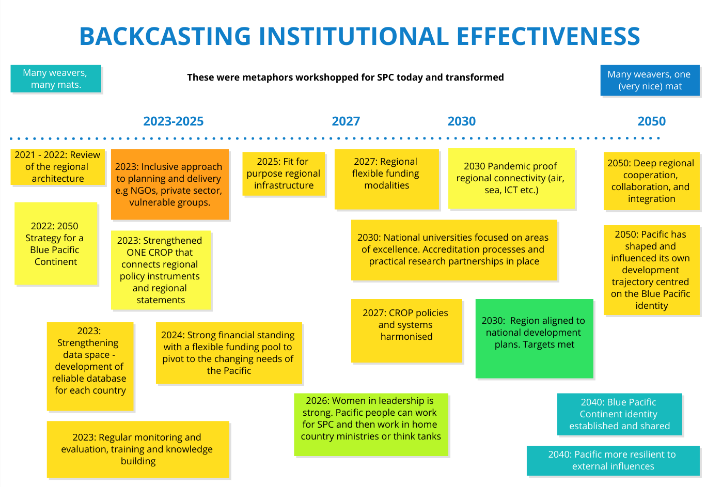 BACKCASTING INSTITUTIONAL EFFECTIVENESS
Many weavers,
many mats.
These were metaphors workshopped for SPC today and transformed
Many weavers, one
(very nice) mat
2023-2025
2027
2030
2050
2021 - 2022: Review
of the regional
architecture
2023: Inclusive approach
to planning and delivery
e.g NGOs, private sector,
vulnerable groups.
2025: Fit for
purpose regional
infrastructure
2027: Regional
flexible funding
modalities
2030 Pandemic proof
regional connectivity (air,
sea, ICT etc.)
2050: Deep regional
cooperation,
collaboration, and
integration
2022: 2050
Strategy for a
Blue Pacific
Continent
2023: Strengthened
ONE CROP that
connects regional
policy instruments
and regional
statements
2030: National universities focused on areas
of excellence. Accreditation processes and
practical research partnerships in place
2050: Pacific has
shaped and
influenced its own
development
trajectory centred
on the Blue Pacific
identity
2023:
Strengthening
data space -
development of
reliable database
for each country
2024: Strong financial standing
with a flexible funding pool to
pivot to the changing needs of
the Pacific
2027: CROP policies
and systems
harmonised
2030: Region aligned to
national development
plans. Targets met
2026: Women in leadership is
strong. Pacific people can work
for SPC and then work in home
country ministries or think tanks
2040: Blue Pacific
Continent identity
established and shared
2023: Regular monitoring and
evaluation, training and knowledge
building
2040: Pacific more resilient to
external influences